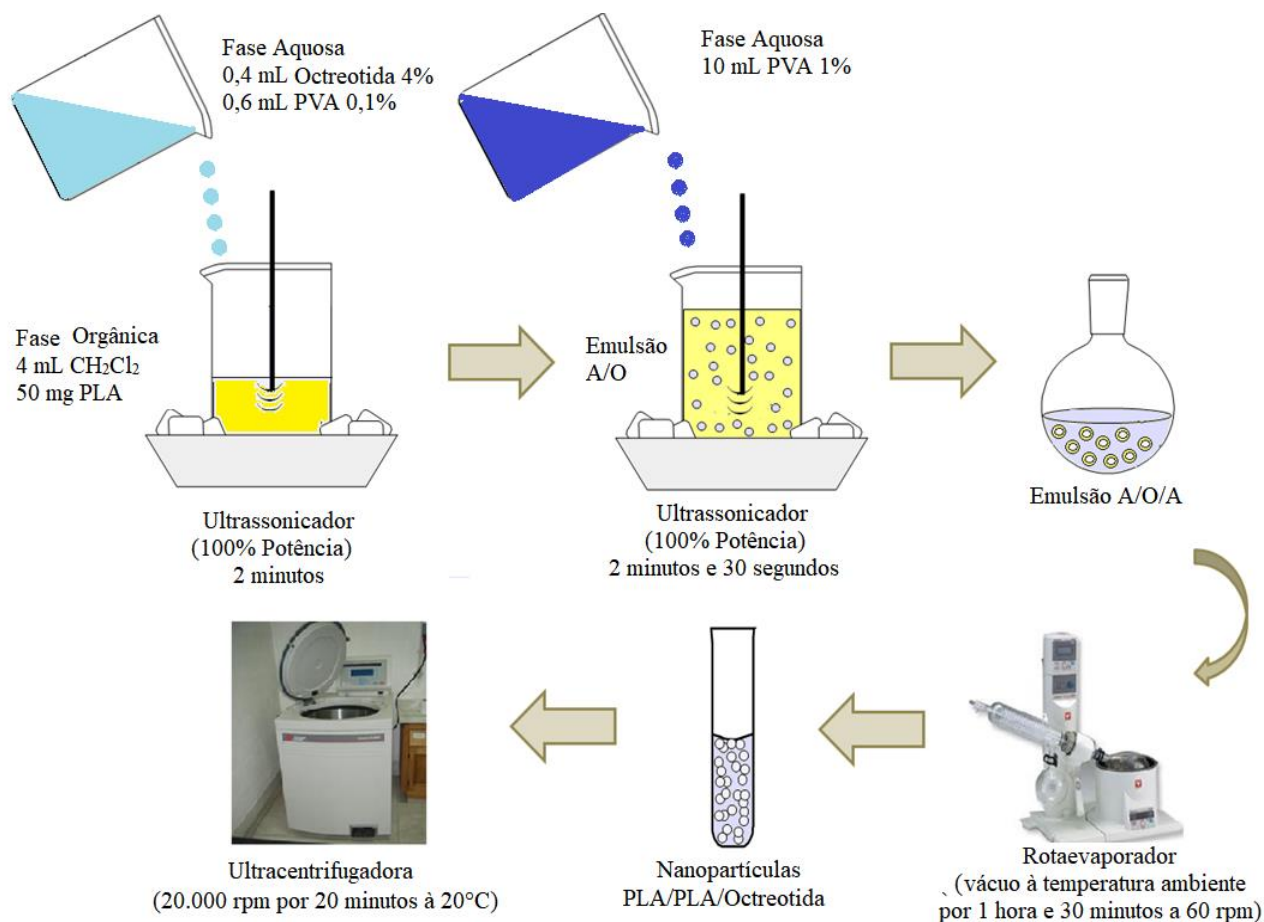 Fase Aquosa
0,4 mL Octreotida 4%
0,6 mL PVA 0,1%
Fase Aquosa
10 mL PVA 1%
Fase Orgânica
4 mL CH₂Cl₂
50 mg PLA
Emulsão
A/O
Emulsão A/O/A
Ultrassonicador
(100% Potência)
2 minutos
Ultrassonicador
(100% Potência)
2 minutos e 30 segundos
Ultracentrifugadora
(20.000 rpm por 20 minutos à 20°C)
Nanopartículas
PLA/PLA/Octreotida
Rotaevaporador
(vácuo à temperatura ambiente
por 1 hora e 30 minutos a 60 rpm)